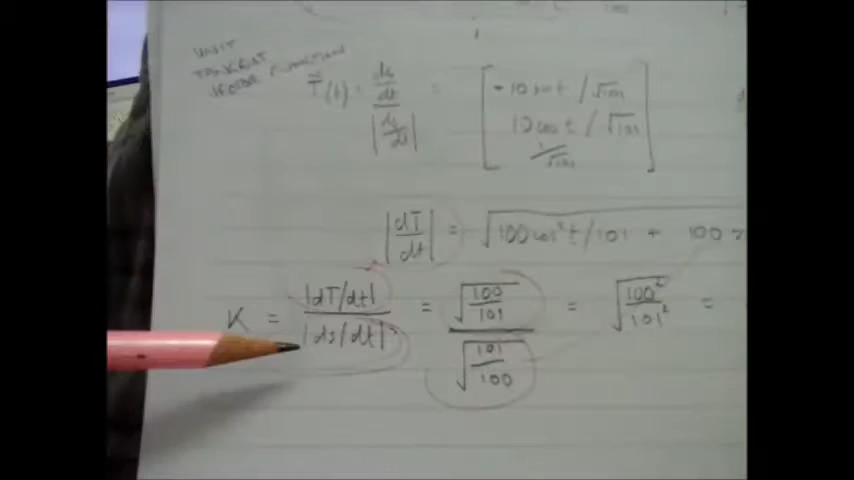 UNIT
TANGENT
VECTOR FUNCTION
T(t) = ds/dt / |ds/dt| = [ -10 sin t / √101
10 cos t / √101
1/√101 ]
|dT/dt| = √100 cos² t / 101 + 100
K = |dT/dt| / |ds/dt| = √100/101 / √101/100 = √100²/101² =